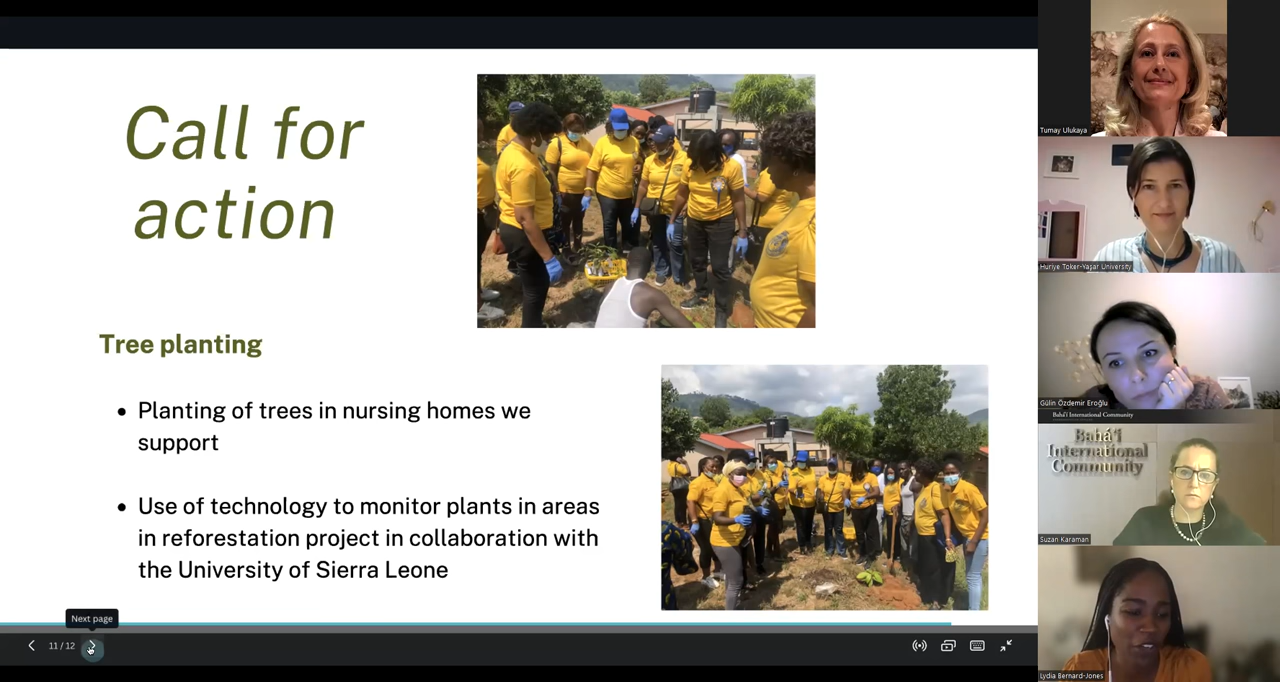 Call for
action
Tree planting
• Planting of trees in nursing homes we
support
• Use of technology to monitor plants in areas
in reforestation project in collaboration with
the University of Sierra Leone
Next page
11 / 12
Tumay Ulukaya
Huriye Toker-Yaşar University
Gülin Özdemir Eroğlu
Bahá'í International Community
Bahá'í
International
Community
Suzan Karaman
Lydia Bernard-Jones